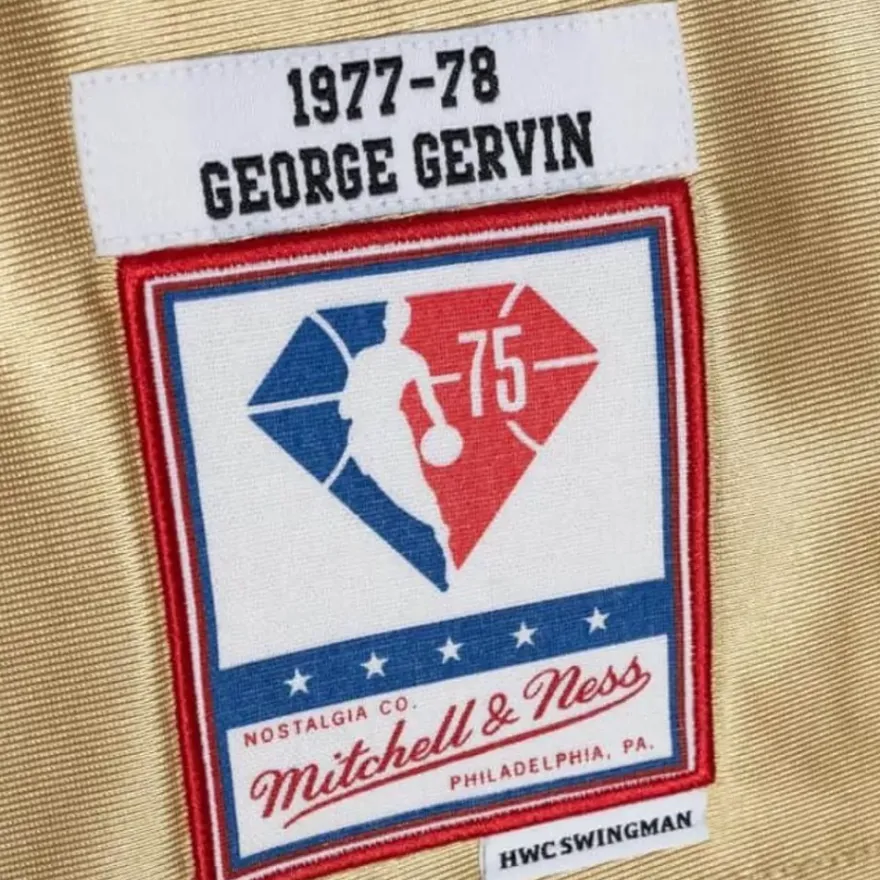 1977-78
GEORGE GERVIN
75
NOSTALGIA CO.
Mitchell & Ness
PHILADELPHIA, PA.
HWC SWINGMAN